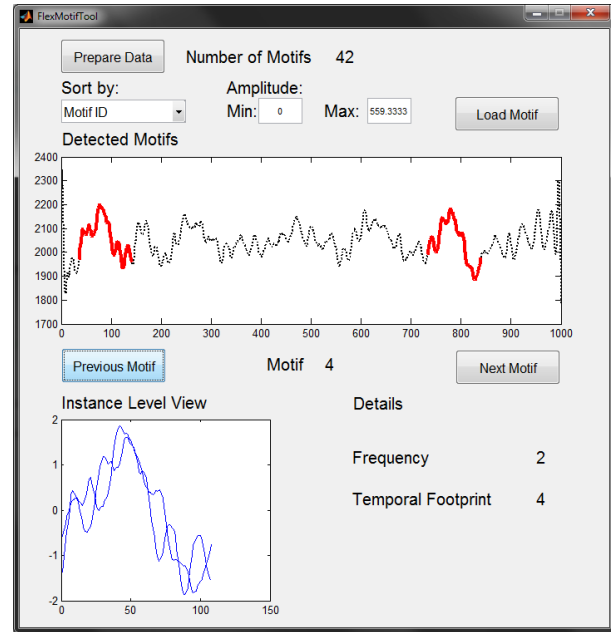 FlexMotifTool
Prepare Data Number of Motifs 42
Sort by: Amplitude:
Motif ID Min: 0 Max: 559.3333 Load Motif
Detected Motifs
2400
2300
2200
2100
2000
1900
1800
1700
0 100 200 300 400 500 600 700 800 900 1000
Previous Motif Motif 4 Next Motif
Instance Level View Details
2
1
0
-1
-2
0 50 100 150
Frequency 2
Temporal Footprint 4